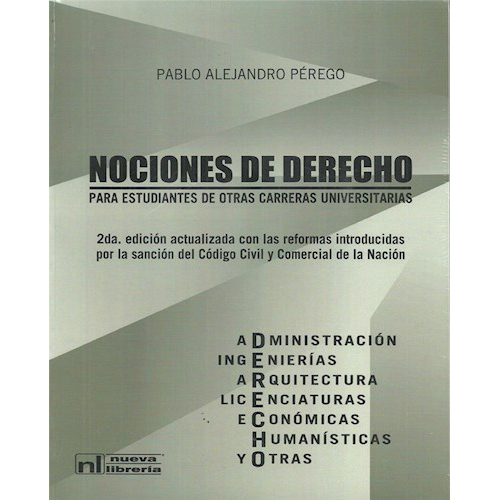 PABLO ALEJANDRO PÉREGO
NOCIONES DE DERECHO
PARA ESTUDIANTES DE OTRAS CARRERAS UNIVERSITARIAS
2da. edición actualizada con las reformas introducidas
por la sanción del Código Civil y Comercial de la Nación
ADMINISTRACIÓN
INGENIERÍAS
ARQUITECTURA
LICENCIATURAS
ECONÓMICAS
HUMANÍSTICAS
Y OTRAS
nl nueva
librería